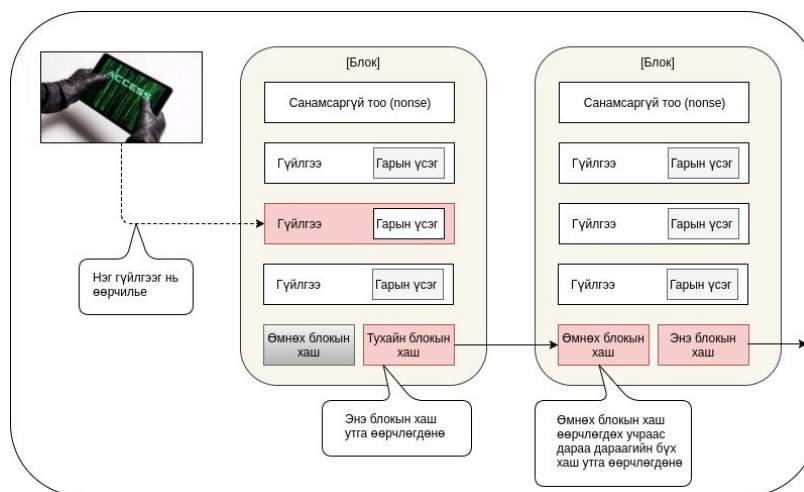 ACCESS
[Блок]
Санамсаргүй тоо (nonse)
Гүйлгээ
Гарын үсэг
Гүйлгээ
Гарын үсэг
Гүйлгээ
Гарын үсэг
Өмнөх блокын
хаш
Тухайн блокын
хаш
Нэг гүйлгээг нь
өөрчилье
Энэ блокын хаш
утга өөрчлөгдөнө
[Блок]
Санамсаргүй тоо (nonse)
Гүйлгээ
Гарын үсэг
Гүйлгээ
Гарын үсэг
Гүйлгээ
Гарын үсэг
Өмнөх блокын
хаш
Энэ блокын
хаш
Өмнөх блокын хаш
өөрчлөгдөх учраас
дараа дараагийн бүх
хаш утга өөрчлөгдөнө